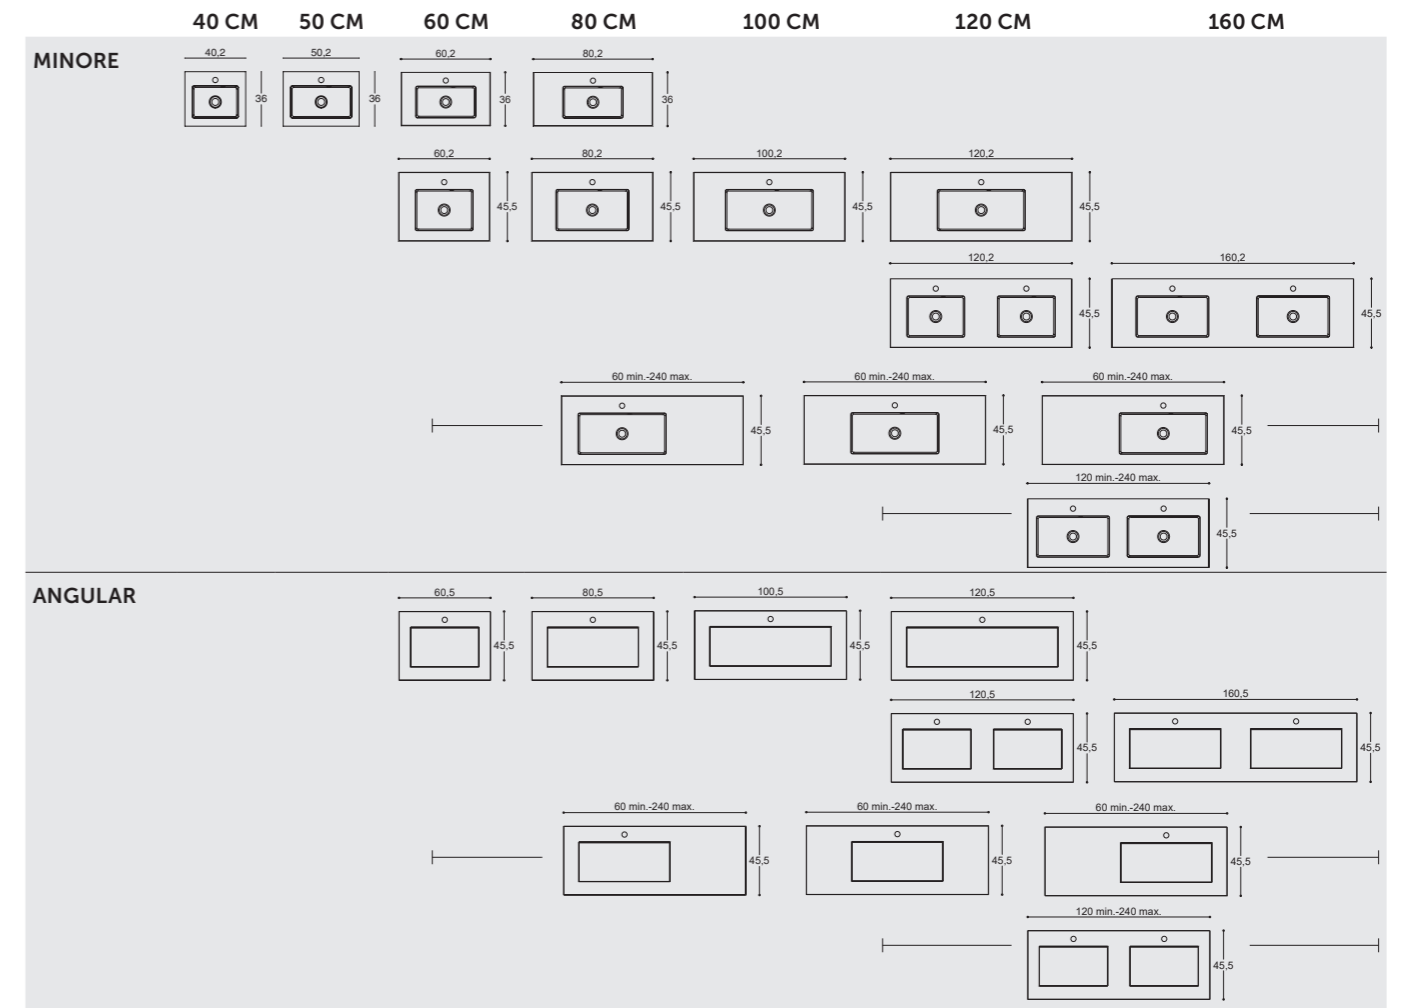 40 CM 50 CM 60 CM 80 CM 100 CM 120 CM 160 CM
MINORE
40,2 50,2 60,2 80,2
36 36 36 36
60,2 80,2 100,2 120,2
45,5 45,5 45,5 45,5
120,2 160,2
45,5 45,5
60 min.-240 max. 60 min.-240 max. 60 min.-240 max.
45,5 45,5 45,5
120 min.-240 max.
45,5
ANGULAR
60,5 80,5 100,5 120,5
45,5 45,5 45,5 45,5
120,5 160,5
45,5 45,5
60 min.-240 max. 60 min.-240 max. 60 min.-240 max.
45,5 45,5 45,5
120 min.-240 max.
45,5